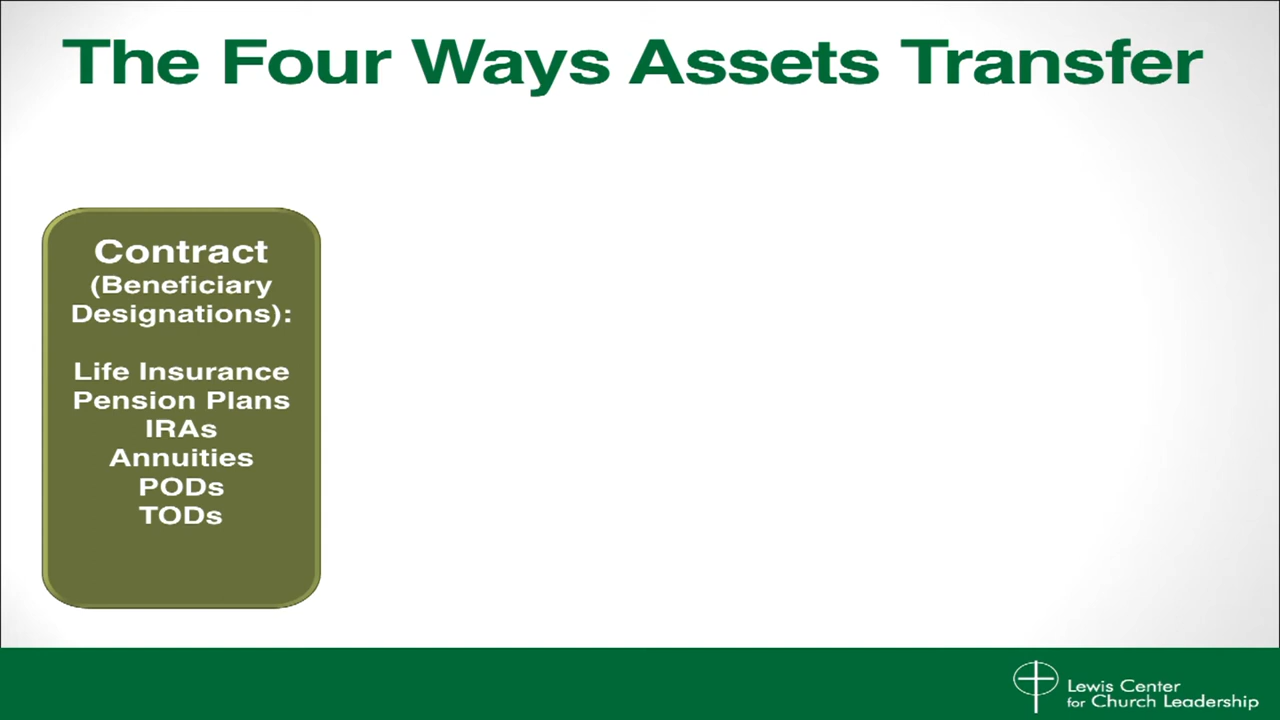 The Four Ways Assets Transfer
Contract
(Beneficiary
Designations):
Life Insurance
Pension Plans
IRAs
Annuities
PODs
TODs
Lewis Center
for Church Leadership